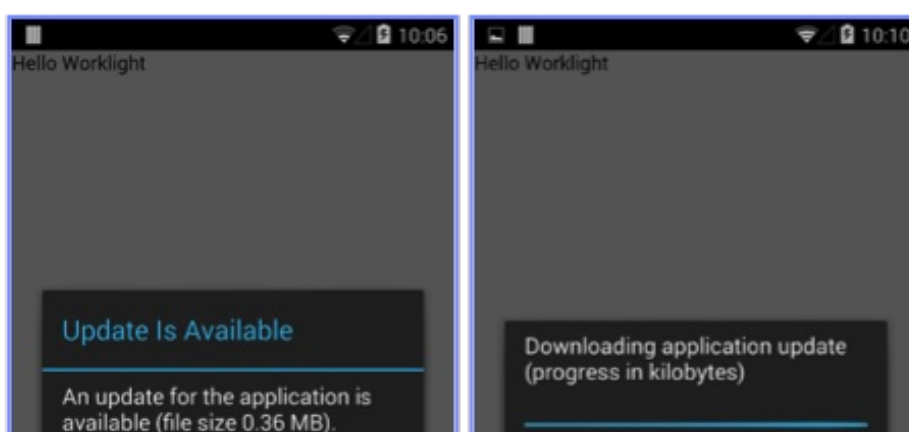 10:06
Hello Worklight
Update Is Available
An update for the application is
available (file size 0.36 MB).
10:10
Hello Worklight
Downloading application update
(progress in kilobytes)